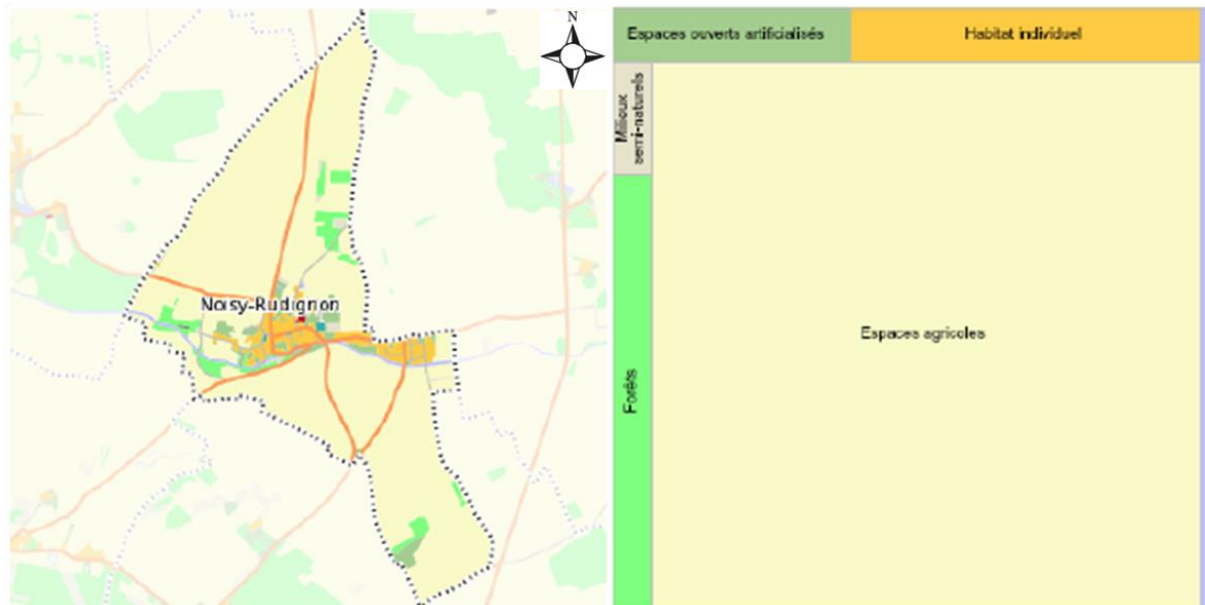 N
Noisy-Rudignon
Espaces ouverts artificialisés
Habitat individuel
Milieux
semi-naturels
Espaces agricoles
Forêts